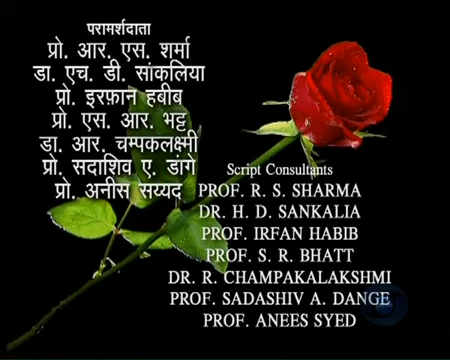 परामर्शदाता
प्रो. आर. एस. शर्मा
डा. एच. डी. सांकलिया
प्रो. इरफ़ान हबीब
प्रो. एस. आर. भट्ट
डा. आर. चम्पकलक्ष्मी
प्रो. सदाशिव ए. डांगे
प्रो. अनीस सय्यद
Script Consultants
PROF. R. S. SHARMA
DR. H. D. SANKALIA
PROF. IRFAN HABIB
PROF. S. R. BHATT
DR. R. CHAMPAKALAKSHMI
PROF. SADASHIV A. DANGE
PROF. ANEES SYED